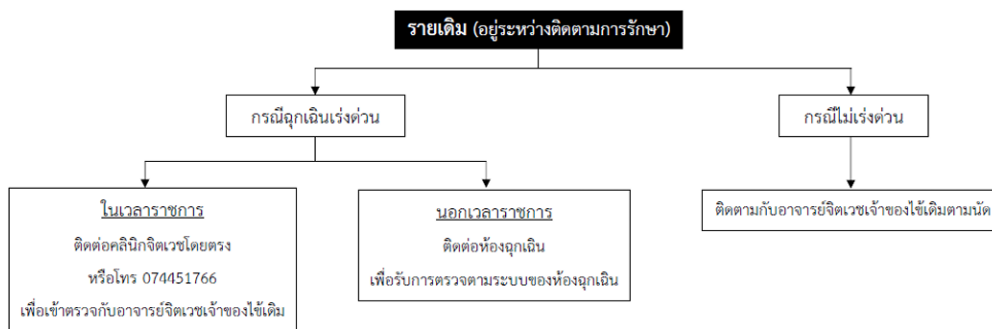 รายเดิม (อยู่ระหว่างติดตามการรักษา)
กรณีฉุกเฉินเร่งด่วน
กรณีไม่เร่งด่วน
ในเวลาราชการ
ติดต่อคลินิกจิตเวชโดยตรง
หรือโทร 074451766
เพื่อเข้าตรวจกับอาจารย์จิตเวชเจ้าของไข้เดิม
นอกเวลาราชการ
ติดต่อห้องฉุกเฉิน
เพื่อรับการตรวจตามระบบของห้องฉุกเฉิน
ติดตามกับอาจารย์จิตเวชเจ้าของไข้เดิมตามนัด